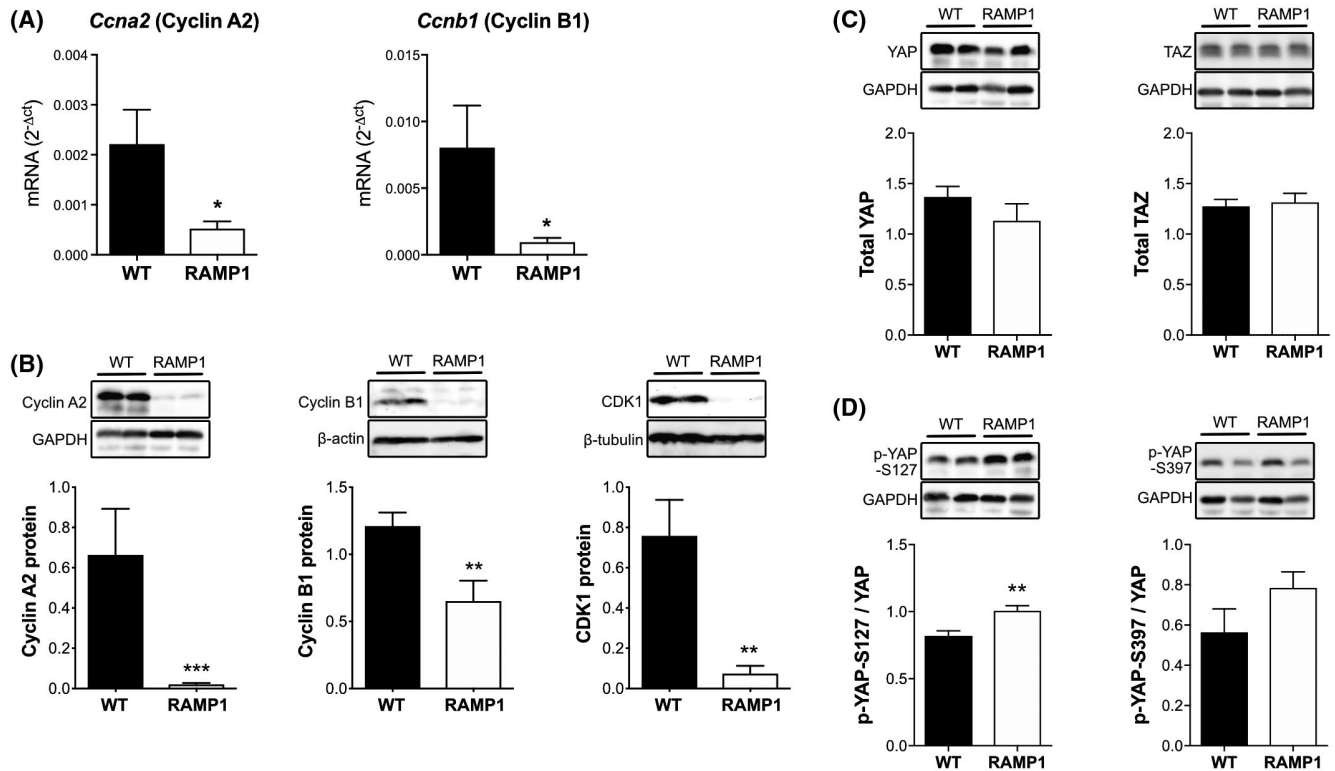 (A)
Ccna2 (Cyclin A2)
mRNA (2-Δct)
0.004
0.003
0.002
0.001
0.000
*
WT RAMP1
Ccnb1 (Cyclin B1)
mRNA (2-Δct)
0.015
0.010
0.005
0.000
*
WT RAMP1
(B)
WT RAMP1
Cyclin A2
GAPDH
Cyclin A2 protein
1.0
0.8
0.6
0.4
0.2
0.0
***
WT RAMP1
WT RAMP1
Cyclin B1
β-actin
Cyclin B1 protein
1.5
1.0
0.5
0.0
**
WT RAMP1
WT RAMP1
CDK1
β-tubulin
CDK1 protein
1.0
0.8
0.6
0.4
0.2
0.0
**
WT RAMP1
(C)
WT RAMP1
YAP
GAPDH
Total YAP
2.0
1.5
1.0
0.5
0.0
WT RAMP1
WT RAMP1
TAZ
GAPDH
Total TAZ
2.0
1.5
1.0
0.5
0.0
WT RAMP1
(D)
WT RAMP1
p-YAP
-S127
GAPDH
p-YAP-S127 / YAP
1.5
1.0
0.5
0.0
**
WT RAMP1
WT RAMP1
p-YAP
-S397
GAPDH
p-YAP-S397 / YAP
1.0
0.8
0.6
0.4
0.2
0.0
WT RAMP1